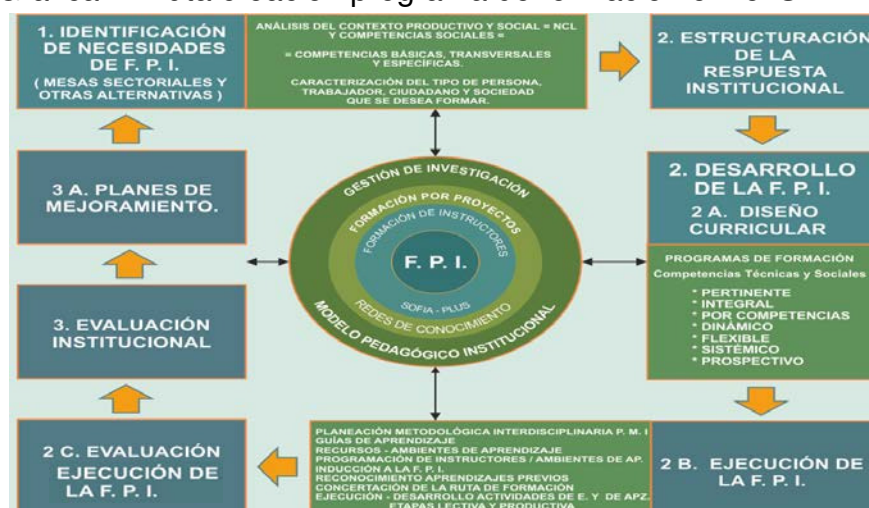 1. IDENTIFICACIÓN
DE NECESIDADES
DE F. P. I.
( MESAS SECTORIALES Y
OTRAS ALTERNATIVAS )
ANÁLISIS DEL CONTEXTO PRODUCTIVO Y SOCIAL = NCL
Y COMPETENCIAS SOCIALES =
= COMPETENCIAS BÁSICAS, TRANSVERSALES
Y ESPECÍFICAS.
CARACTERIZACIÓN DEL TIPO DE PERSONA,
TRABAJADOR, CIUDADANO Y SOCIEDAD
QUE SE DESEA FORMAR.
2. ESTRUCTURACIÓN
DE LA
RESPUESTA
INSTITUCIONAL
2. DESARROLLO
DE LA F. P. I.
2 A. DISEÑO
CURRICULAR
PROGRAMAS DE FORMACIÓN
Competencias Técnicas y Sociales
* PERTINENTE
* INTEGRAL
* POR COMPETENCIAS
* DINÁMICO
* FLEXIBLE
* SISTÉMICO
* PROSPECTIVO
2 B. EJECUCIÓN DE
LA F. P. I.
PLANEACIÓN METODOLÓGICA INTERDISCIPLINARIA P. M. I
GUÍAS DE APRENDIZAJE
RECURSOS - AMBIENTES DE APRENDIZAJE
PROGRAMACIÓN DE INSTRUCTORES / AMBIENTES DE AP.
INDUCCIÓN A LA F. P. I.
RECONOCIMIENTO APRENDIZAJES PREVIOS
CONCERTACIÓN DE LA RUTA DE FORMACIÓN
EJECUCIÓN - DESARROLLO ACTIVIDADES DE E. Y DE APZ.
ETAPAS LECTIVA Y PRODUCTIVA
2 C. EVALUACIÓN
EJECUCIÓN DE
LA F. P. I.
3. EVALUACIÓN
INSTITUCIONAL
3 A. PLANES DE
MEJORAMIENTO.
GESTIÓN DE INVESTIGACIÓN
FORMACIÓN POR PROYECTOS
FORMACIÓN DE INSTRUCTORES
F. P. I.
SOFIA - PLUS
REDES DE CONOCIMIENTO
MODELO PEDAGÓGICO INSTITUCIONAL